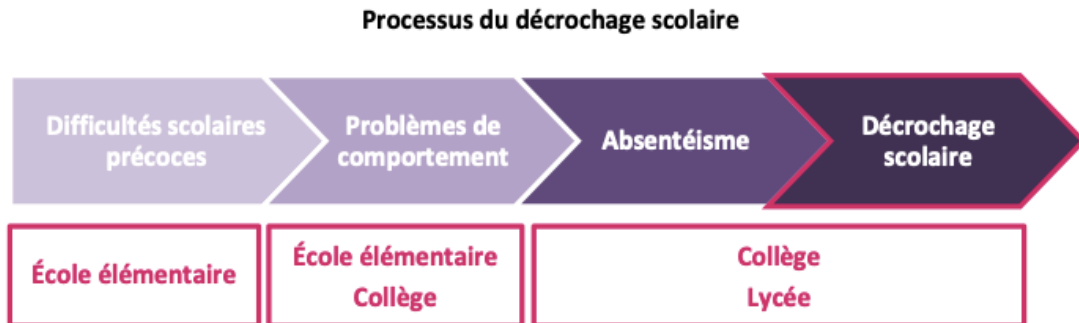 Processus du décrochage scolaire
Difficultés scolaires
précoces
Problèmes de
comportement
Absentéisme
Décrochage
scolaire
École élémentaire
École élémentaire
Collège
Collège
Lycée